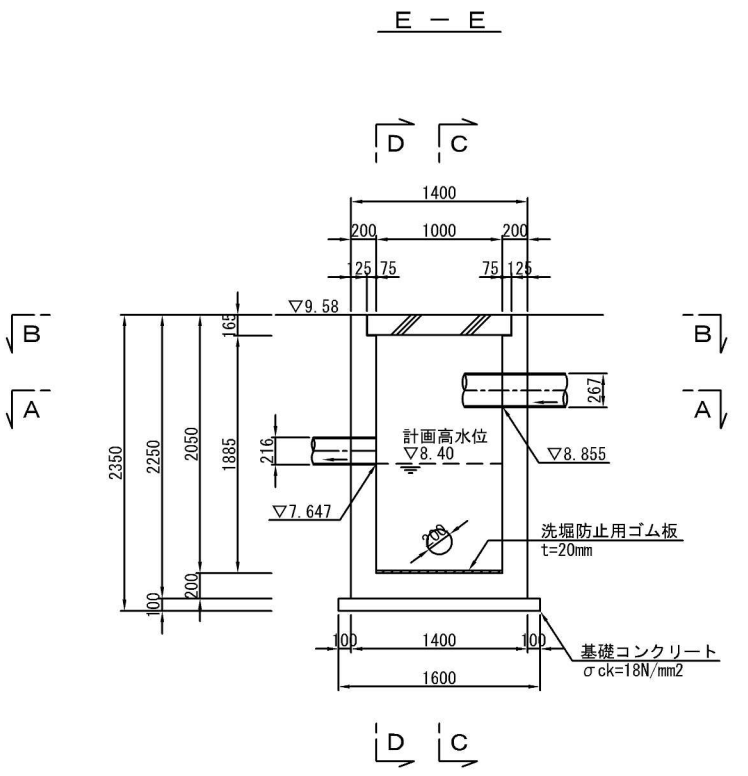 E － E
D
C
1400
200
1000
200
125
75
75
125
▽9.58
B
B
165
A
A
267
2350
2250
2050
1885
216
計画高水位
▽8.40
▽8.855
▽7.647
200
洗堀防止用ゴム板
t=20mm
200
100
100
1400
100
基礎コンクリート
σck=18N/mm2
1600
D
C